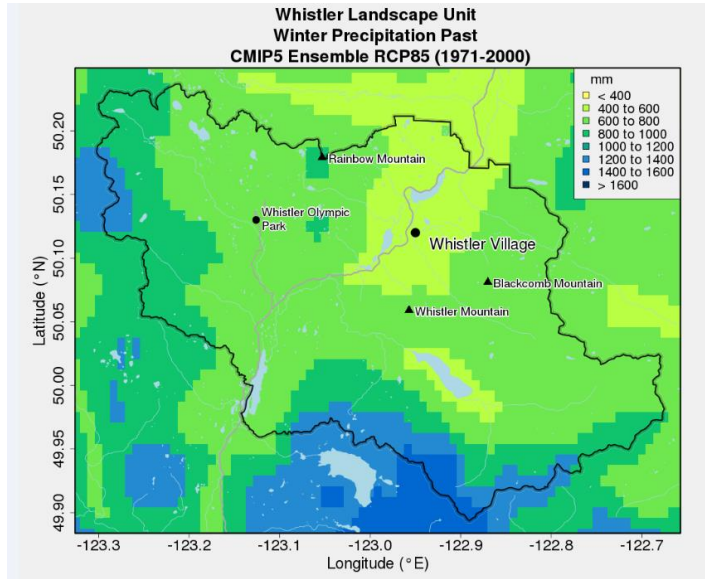 Whistler Landscape Unit
Winter Precipitation Past
CMIP5 Ensemble RCP85 (1971-2000)
mm
< 400
400 to 600
600 to 800
800 to 1000
1000 to 1200
1200 to 1400
1400 to 1600
> 1600
50.20
50.15
50.10
50.05
50.00
49.95
49.90
Latitude (°N)
Rainbow Mountain
Whistler Olympic
Park
Whistler Village
Blackcomb Mountain
Whistler Mountain
-123.3
-123.2
-123.1
-123.0
-122.9
-122.8
-122.7
Longitude (°E)